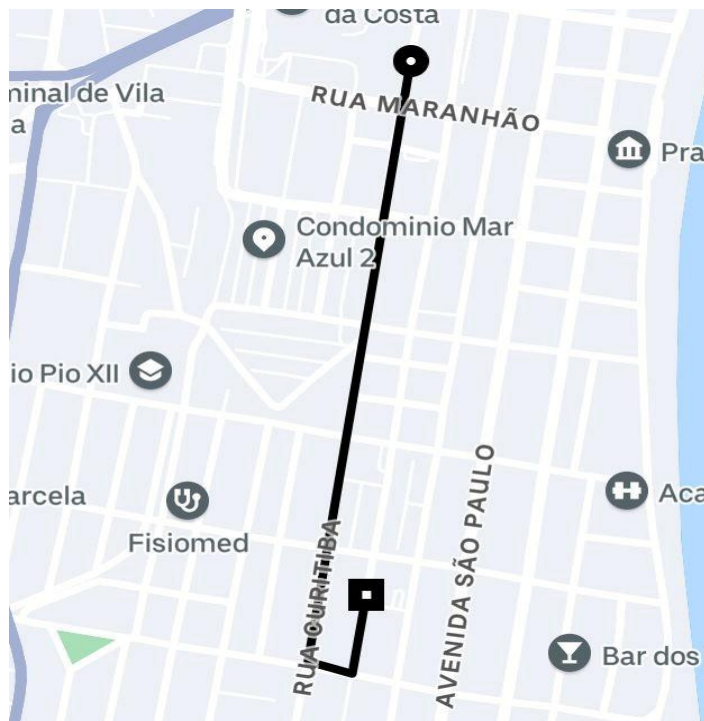 da Costa
RUA MARANHÃO
minal de Vila
a
Pra
Condominio Mar
Azul 2
io Pio XII
AVENIDA SÃO PAULO
arcela
Aca
Fisiomed
RUA CURITIBA
Bar dos